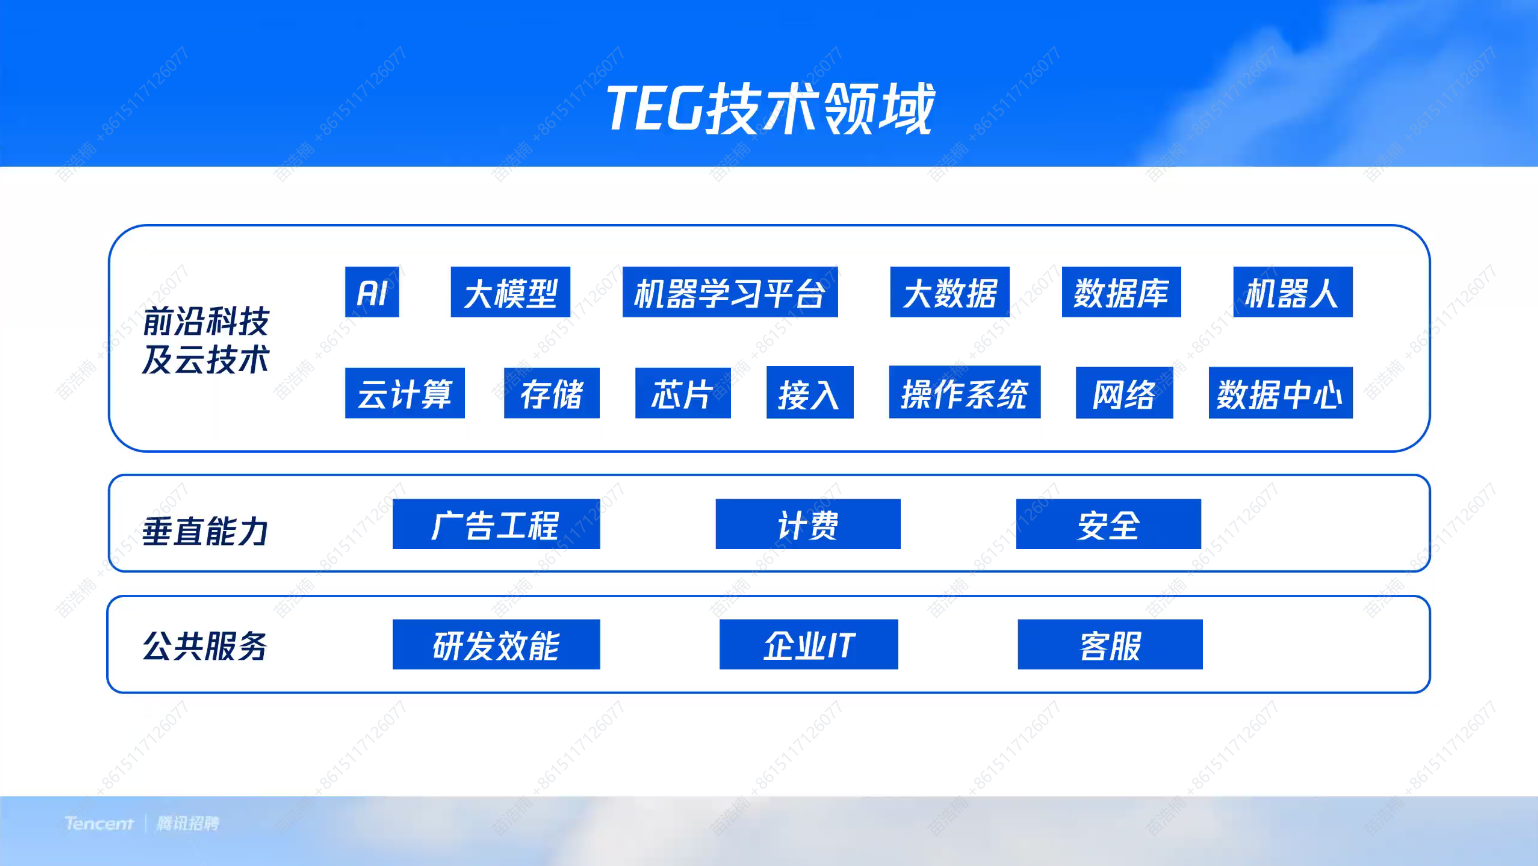 TEG技术领域
前沿科技
及云技术
AI 大模型 机器学习平台 大数据 数据库 机器人
云计算 存储 芯片 接入 操作系统 网络 数据中心
垂直能力
广告工程 计费 安全
公共服务
研发效能 企业IT 客服
Tencent | 腾讯招聘
苗浩楠 +8615117126077